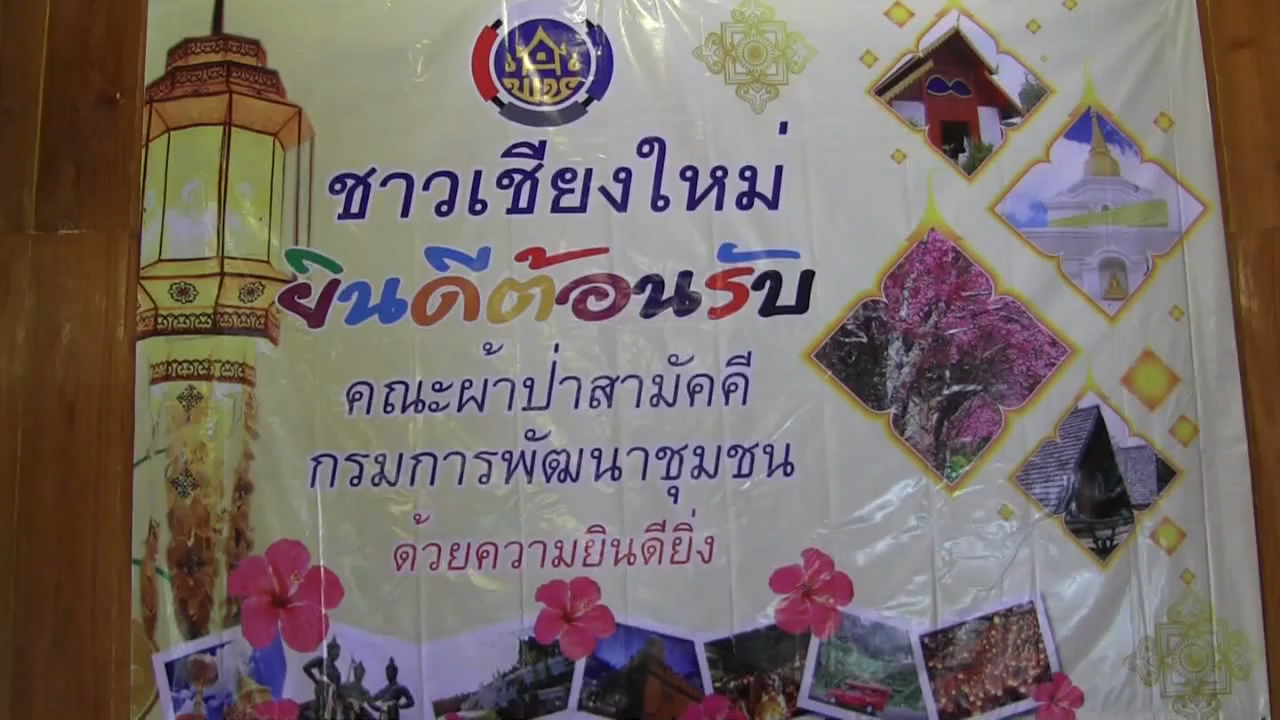 ชาวเชียงใหม่
ยินดีต้อนรับ
คณะผ้าป่าสามัคคี
กรมการพัฒนาชุมชน
ด้วยความยินดียิ่ง